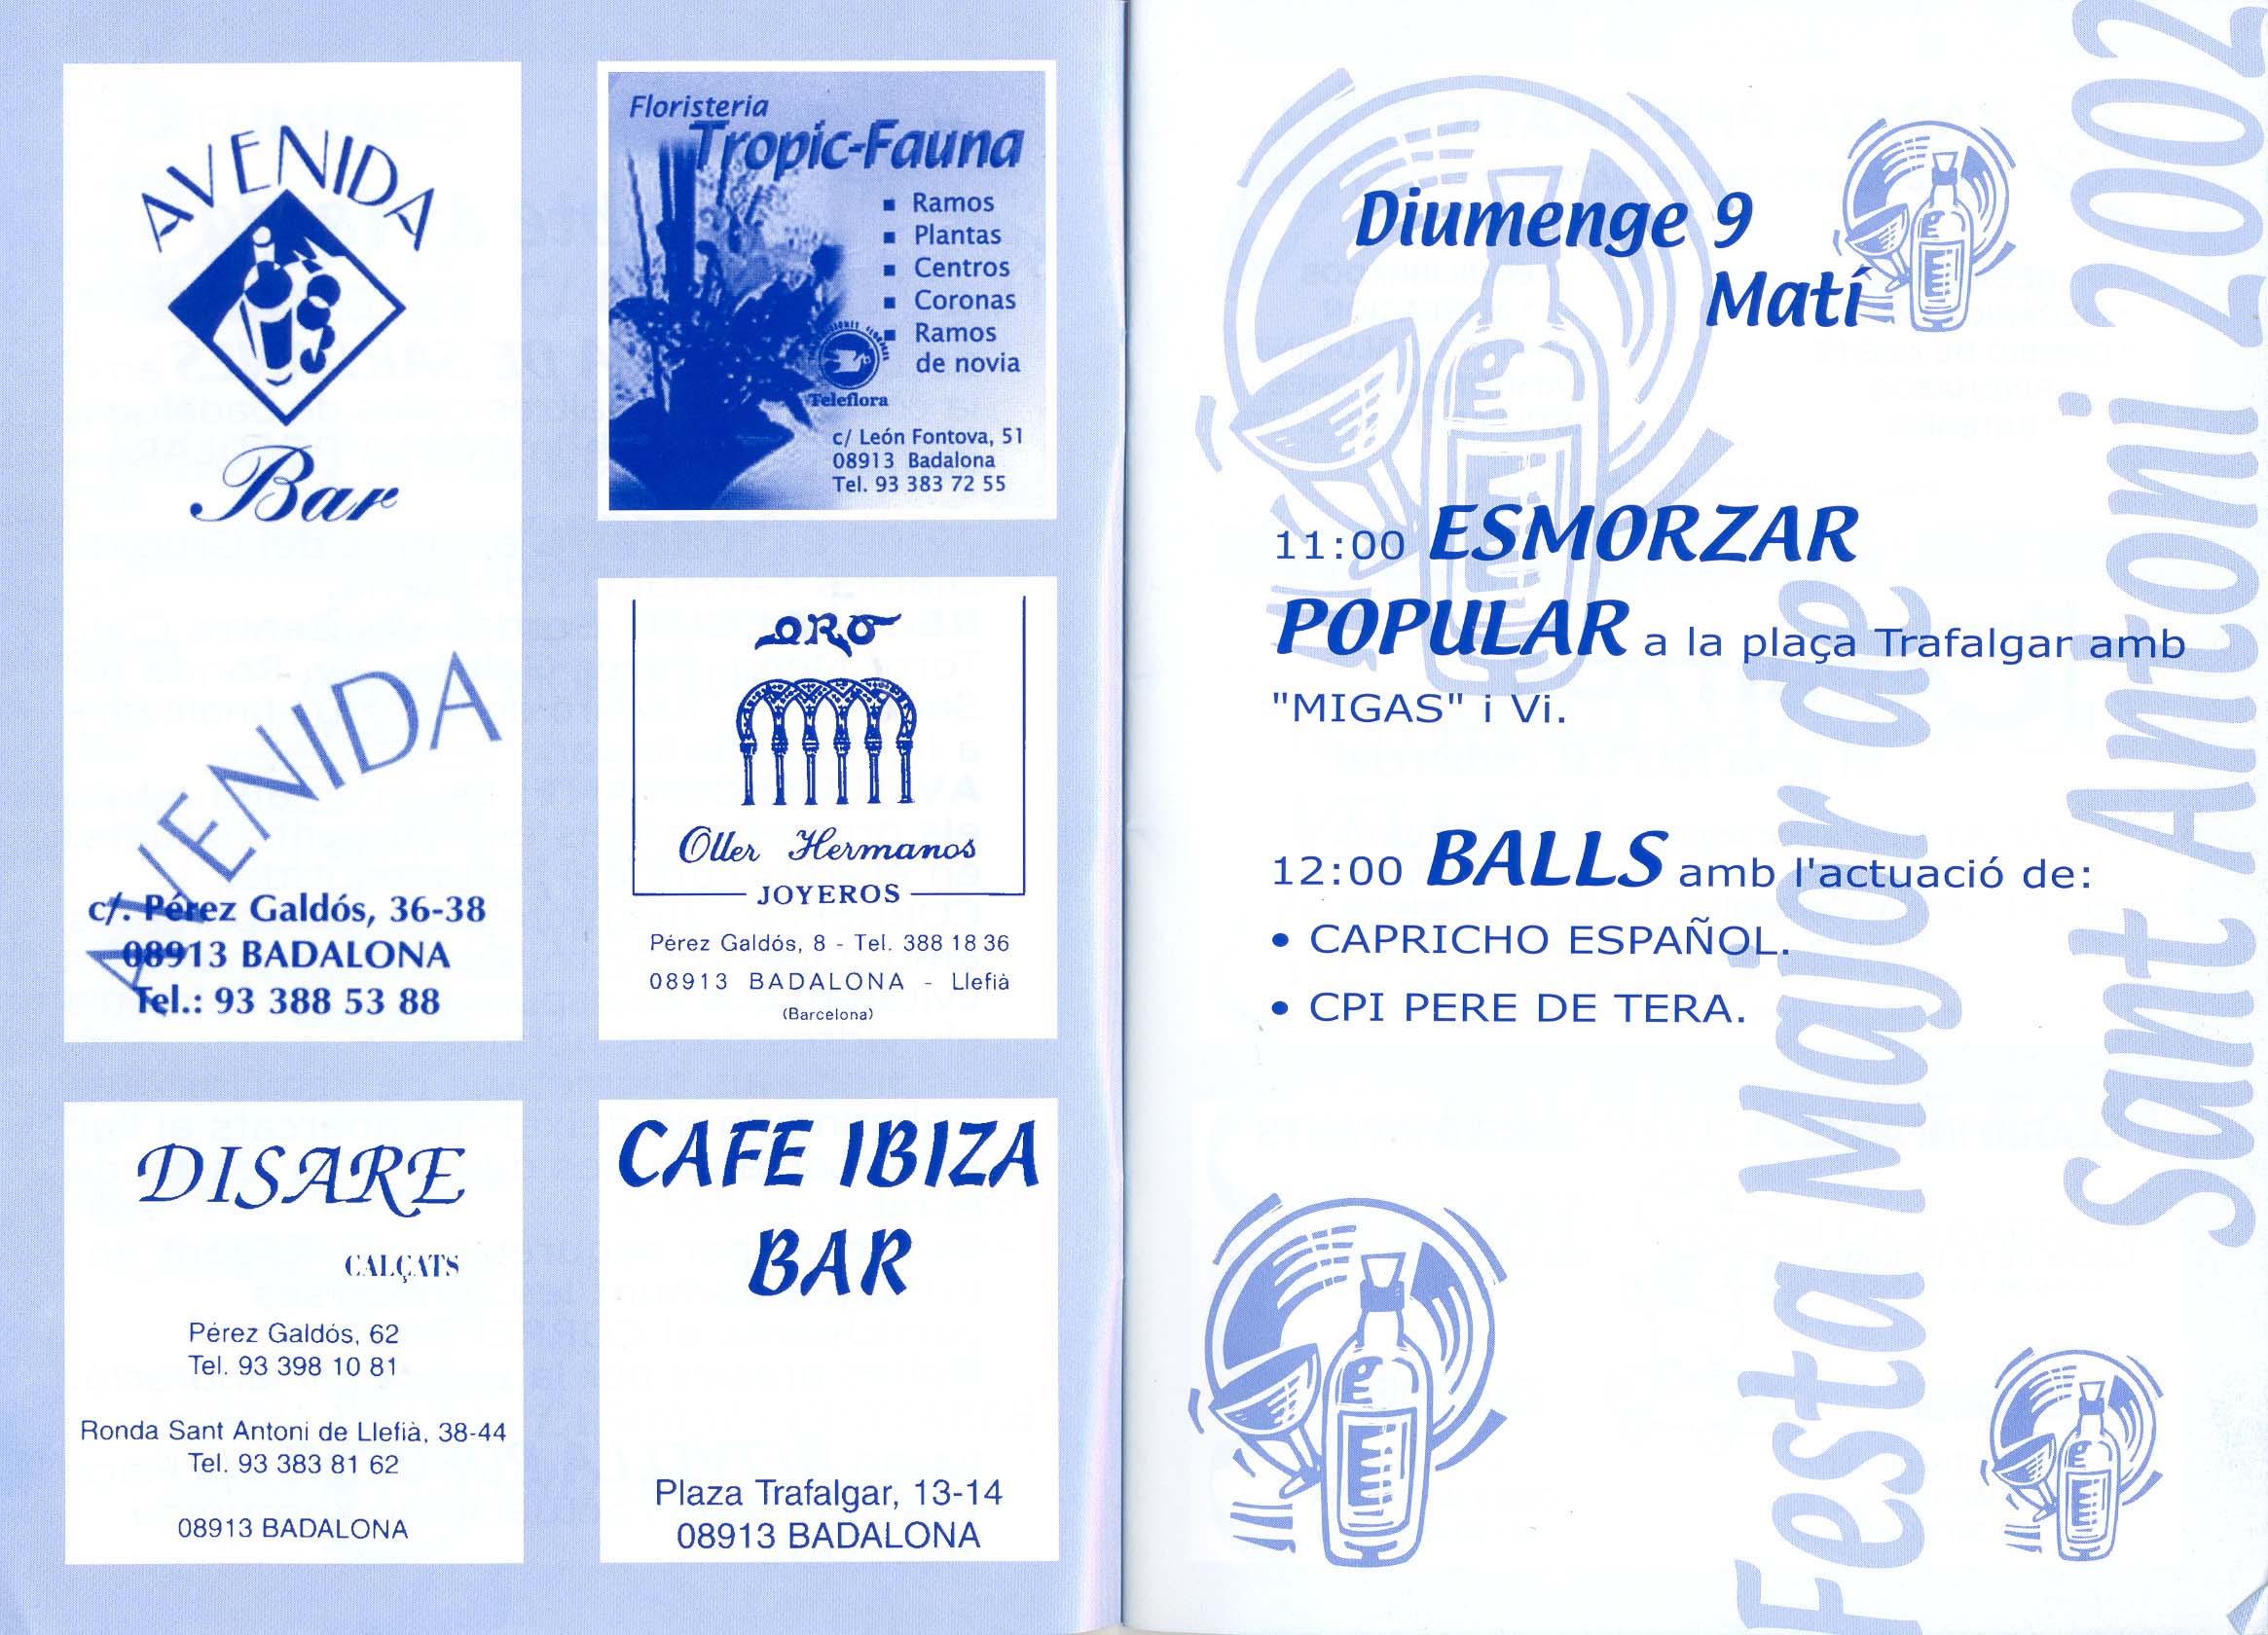 AVENIDA
Bar
AVENIDA
c/. Pérez Galdós, 36-38
08913 BADALONA
Tel.: 93 388 53 88
Floristeria
Tropic-Fauna
▪ Ramos
▪ Plantas
▪ Centros
▪ Coronas
▪ Ramos
de novia
Teleflora
c/ León Fontova, 51
08913 Badalona
Tel. 93 383 72 55
ORO
Oller Hermanos
JOYEROS
Pérez Galdós, 8 - Tel. 388 18 36
08913 BADALONA - Llefià
(Barcelona)
DISARE
CALÇATS
Pérez Galdós, 62
Tel. 93 398 10 81
Ronda Sant Antoni de Llefià, 38-44
Tel. 93 383 81 62
08913 BADALONA
CAFE IBIZA
BAR
Plaza Trafalgar, 13-14
08913 BADALONA
Diumenge 9
Matí
11:00 ESMORZAR
POPULAR a la plaça Trafalgar amb
"MIGAS" i Vi.
12:00 BALLS amb l'actuació de:
• CAPRICHO ESPAÑOL.
• CPI PERE DE TERA.
Festa Major de
Sant Antoni 2002